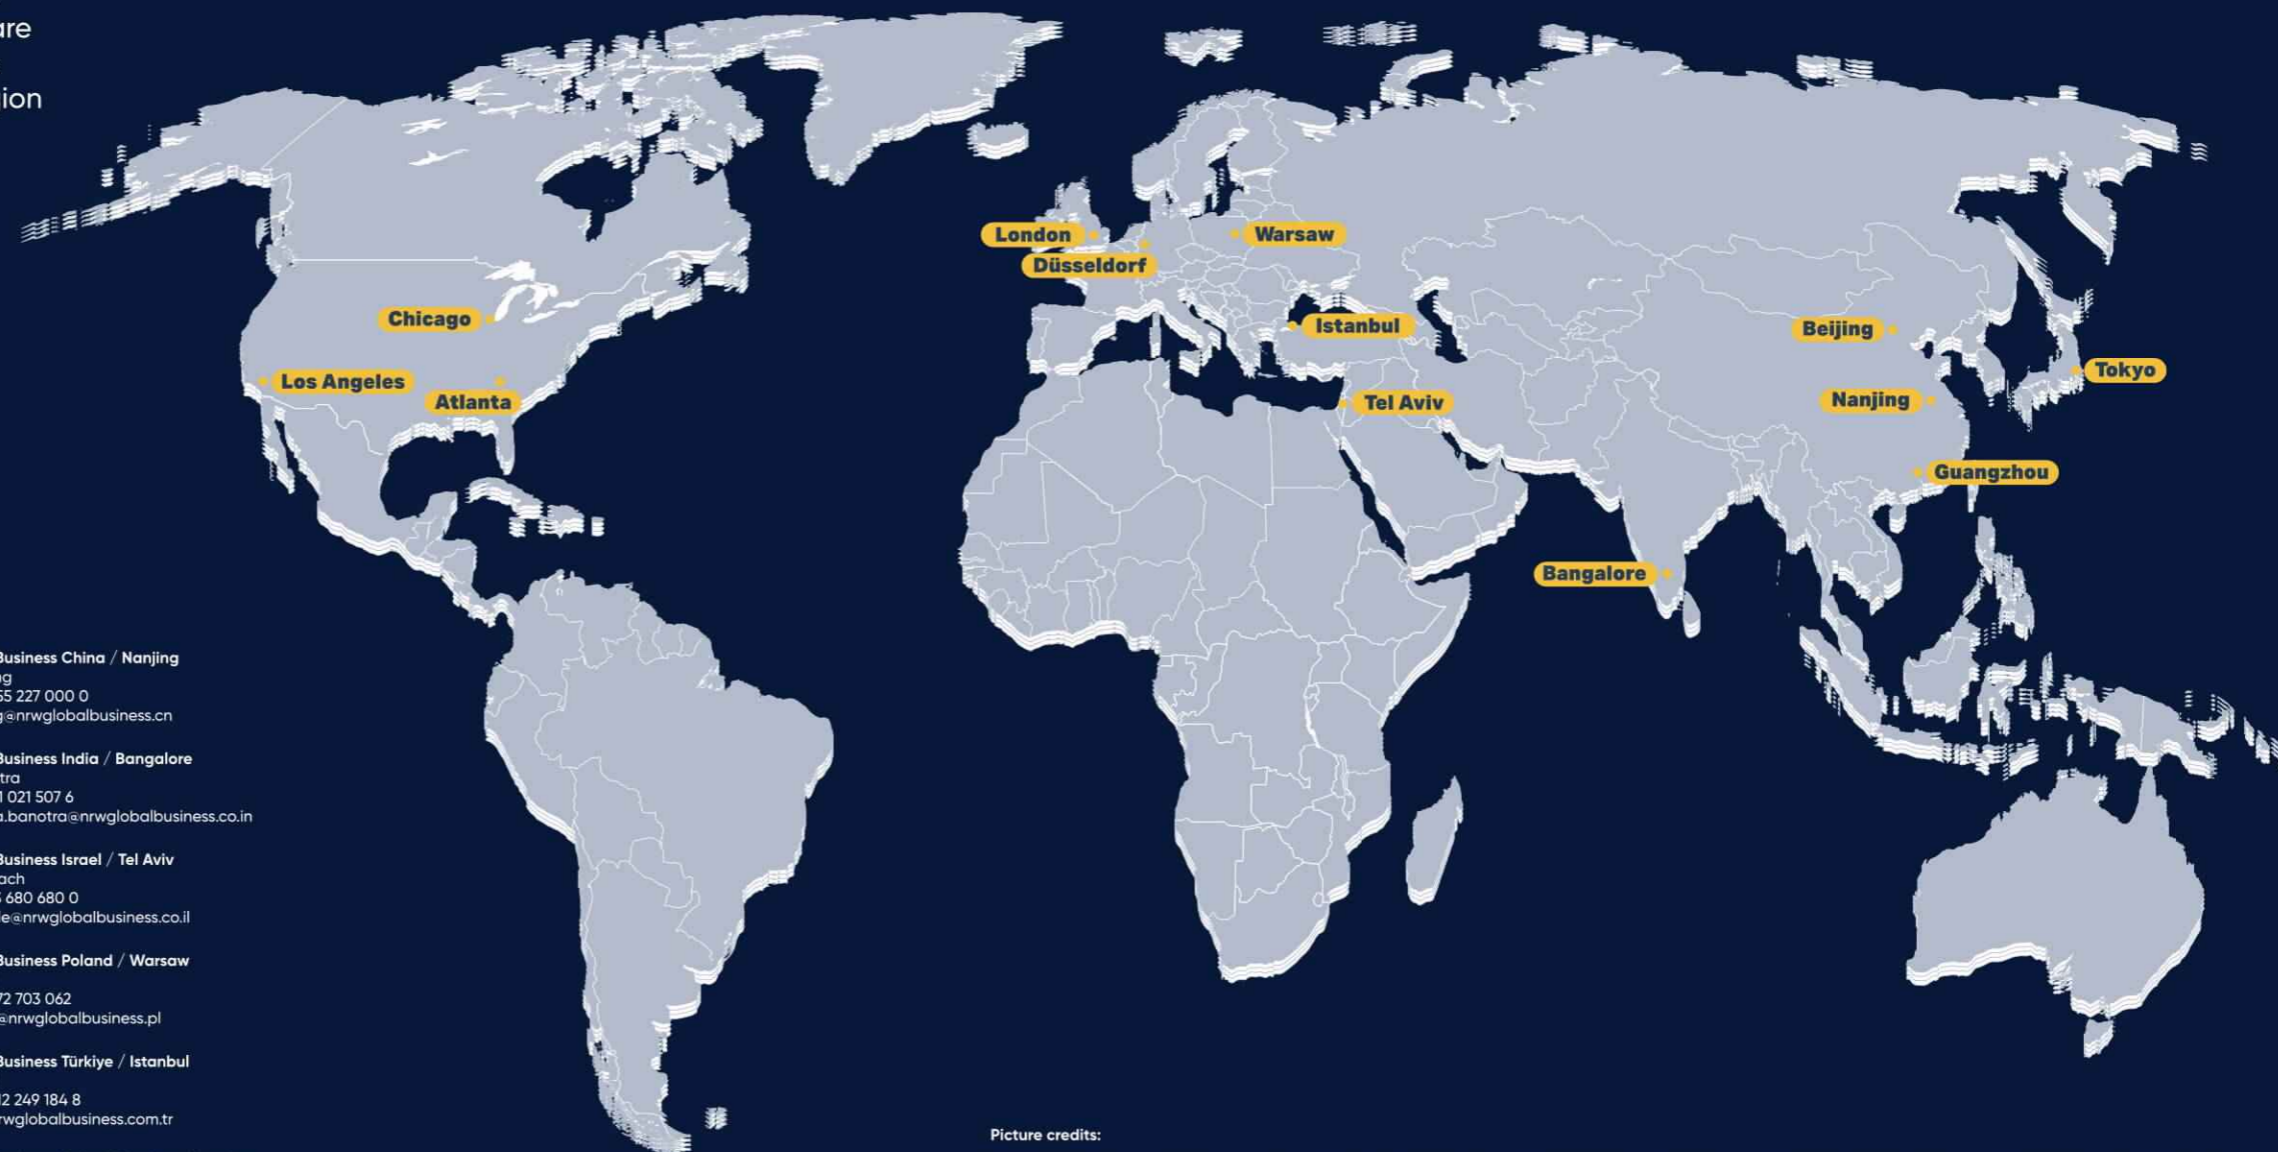 are
ion
London
Warsaw
Düsseldorf
Chicago
Istanbul
Beijing
Los Angeles
Atlanta
Tokyo
Tel Aviv
Nanjing
Guangzhou
Bangalore
Business China / Nanjing
g
55 227 000 0
g@nrwglobalbusiness.cn
Business India / Bangalore
tra
1 021 507 6
a.banotra@nrwglobalbusiness.co.in
Business Israel / Tel Aviv
ach
680 680 0
e@nrwglobalbusiness.co.il
Business Poland / Warsaw
72 703 062
@nrwglobalbusiness.pl
Business Türkiye / Istanbul
12 249 184 8
rwglobalbusiness.com.tr
Picture credits: